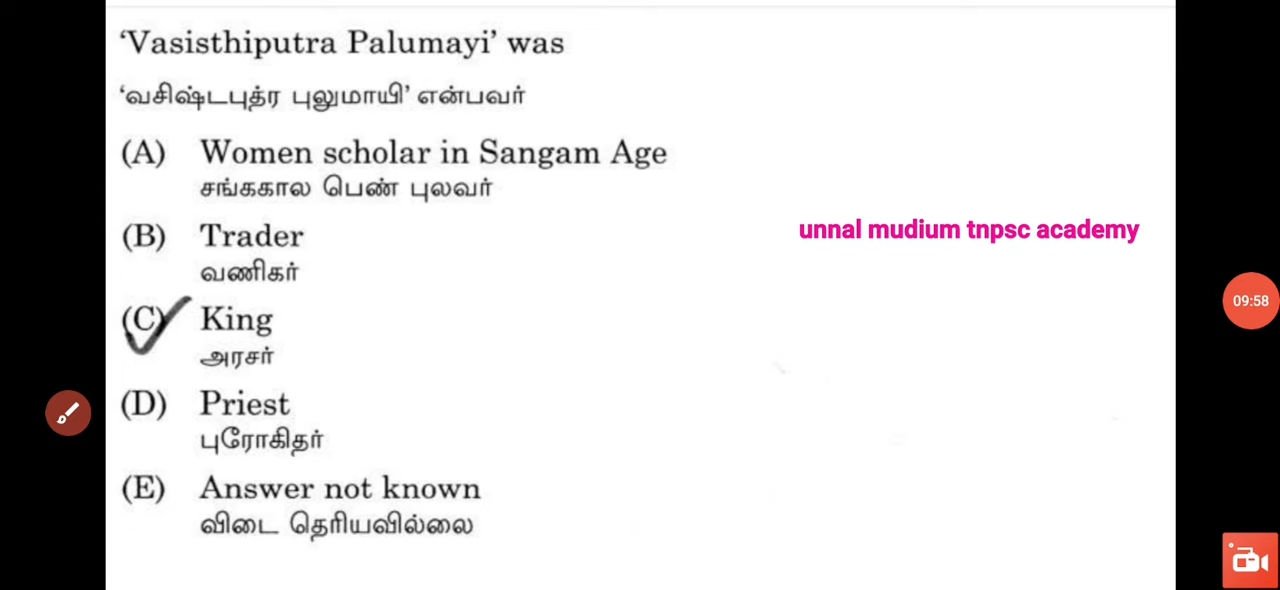 ‘Vasisthiputra Palumayi’ was
‘வசிஷ்டபுத்ர புலுமாயி’ என்பவர்
(A) Women scholar in Sangam Age
சங்ககால பெண் புலவர்
(B) Trader
unnal mudium tnpsc academy
வணிகர்
(C) King
09:58
அரசர்
(D) Priest
புரோகிதர்
(E) Answer not known
விடை தெரியவில்லை